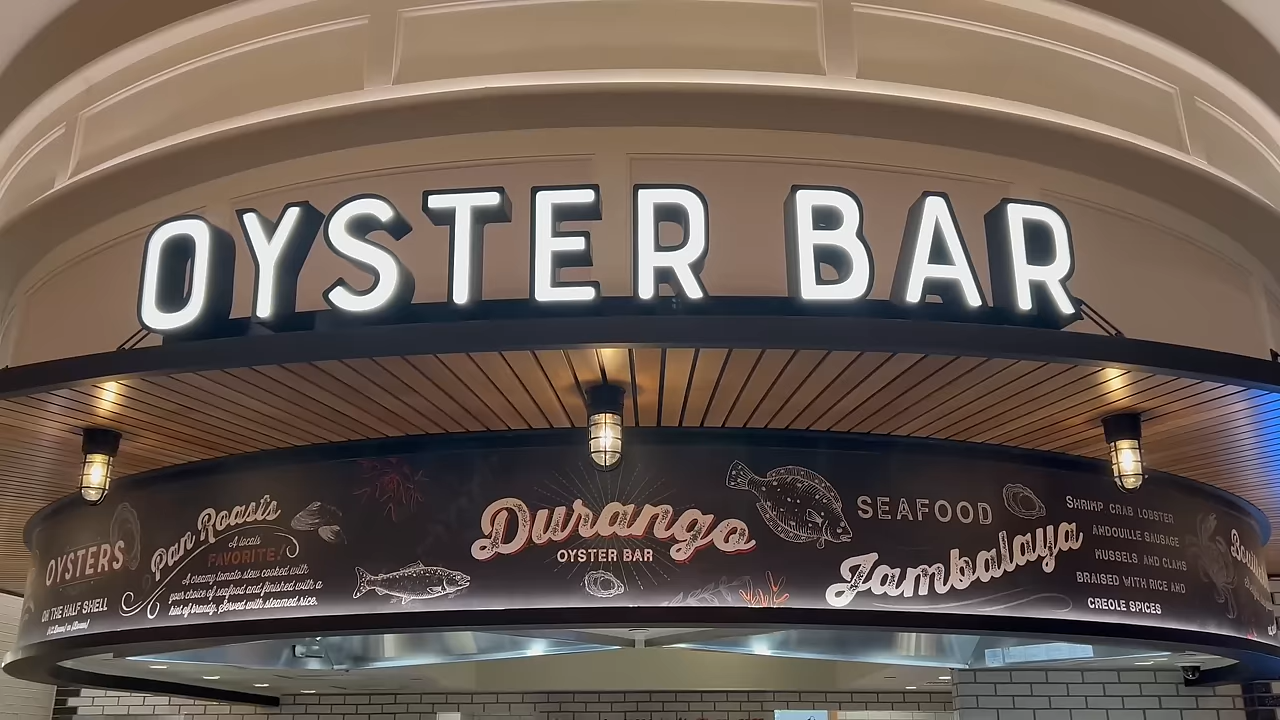 OYSTER BAR
OYSTERS
ON THE HALF SHELL
Pan Roasts
A locals
FAVORITE!
A creamy tomato stew cooked with
your choice of seafood and finished with a
hint of brandy. Served with steamed rice.
Durango
OYSTER BAR
SEAFOOD
Jambalaya
SHRIMP CRAB LOBSTER
ANDOUILLE SAUSAGE
MUSSELS AND CLAMS
BRAISED WITH RICE AND
CREOLE SPICES